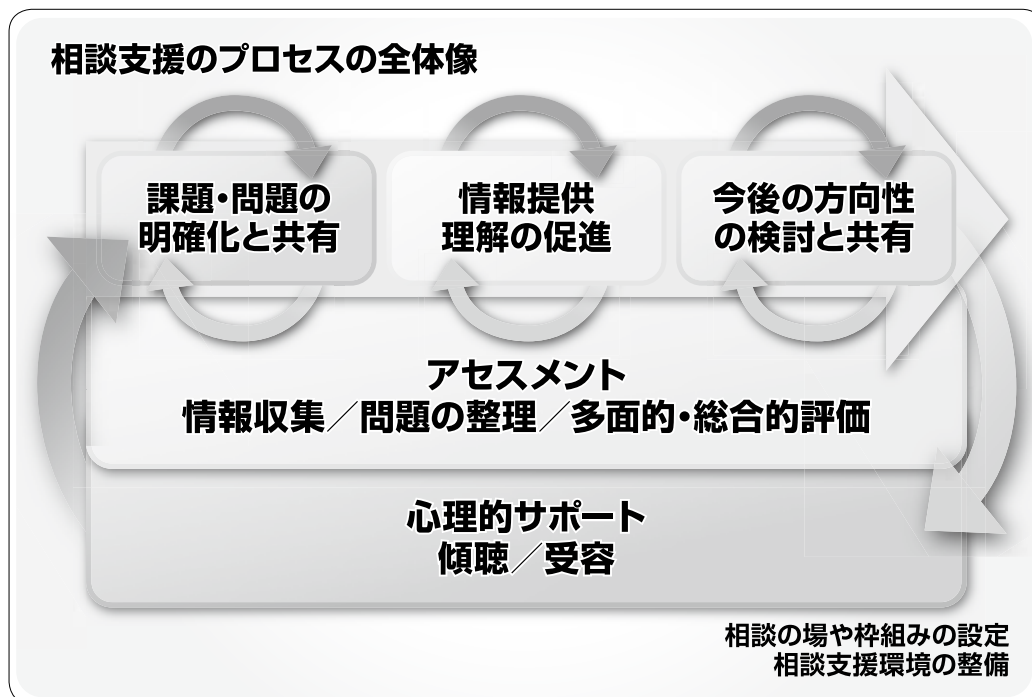 相談支援のプロセスの全体像
課題・問題の
明確化と共有
情報提供
理解の促進
今後の方向性
の検討と共有
アセスメント
情報収集／問題の整理／多面的・総合的評価
心理的サポート
傾聴／受容
相談の場や枠組みの設定
相談支援環境の整備